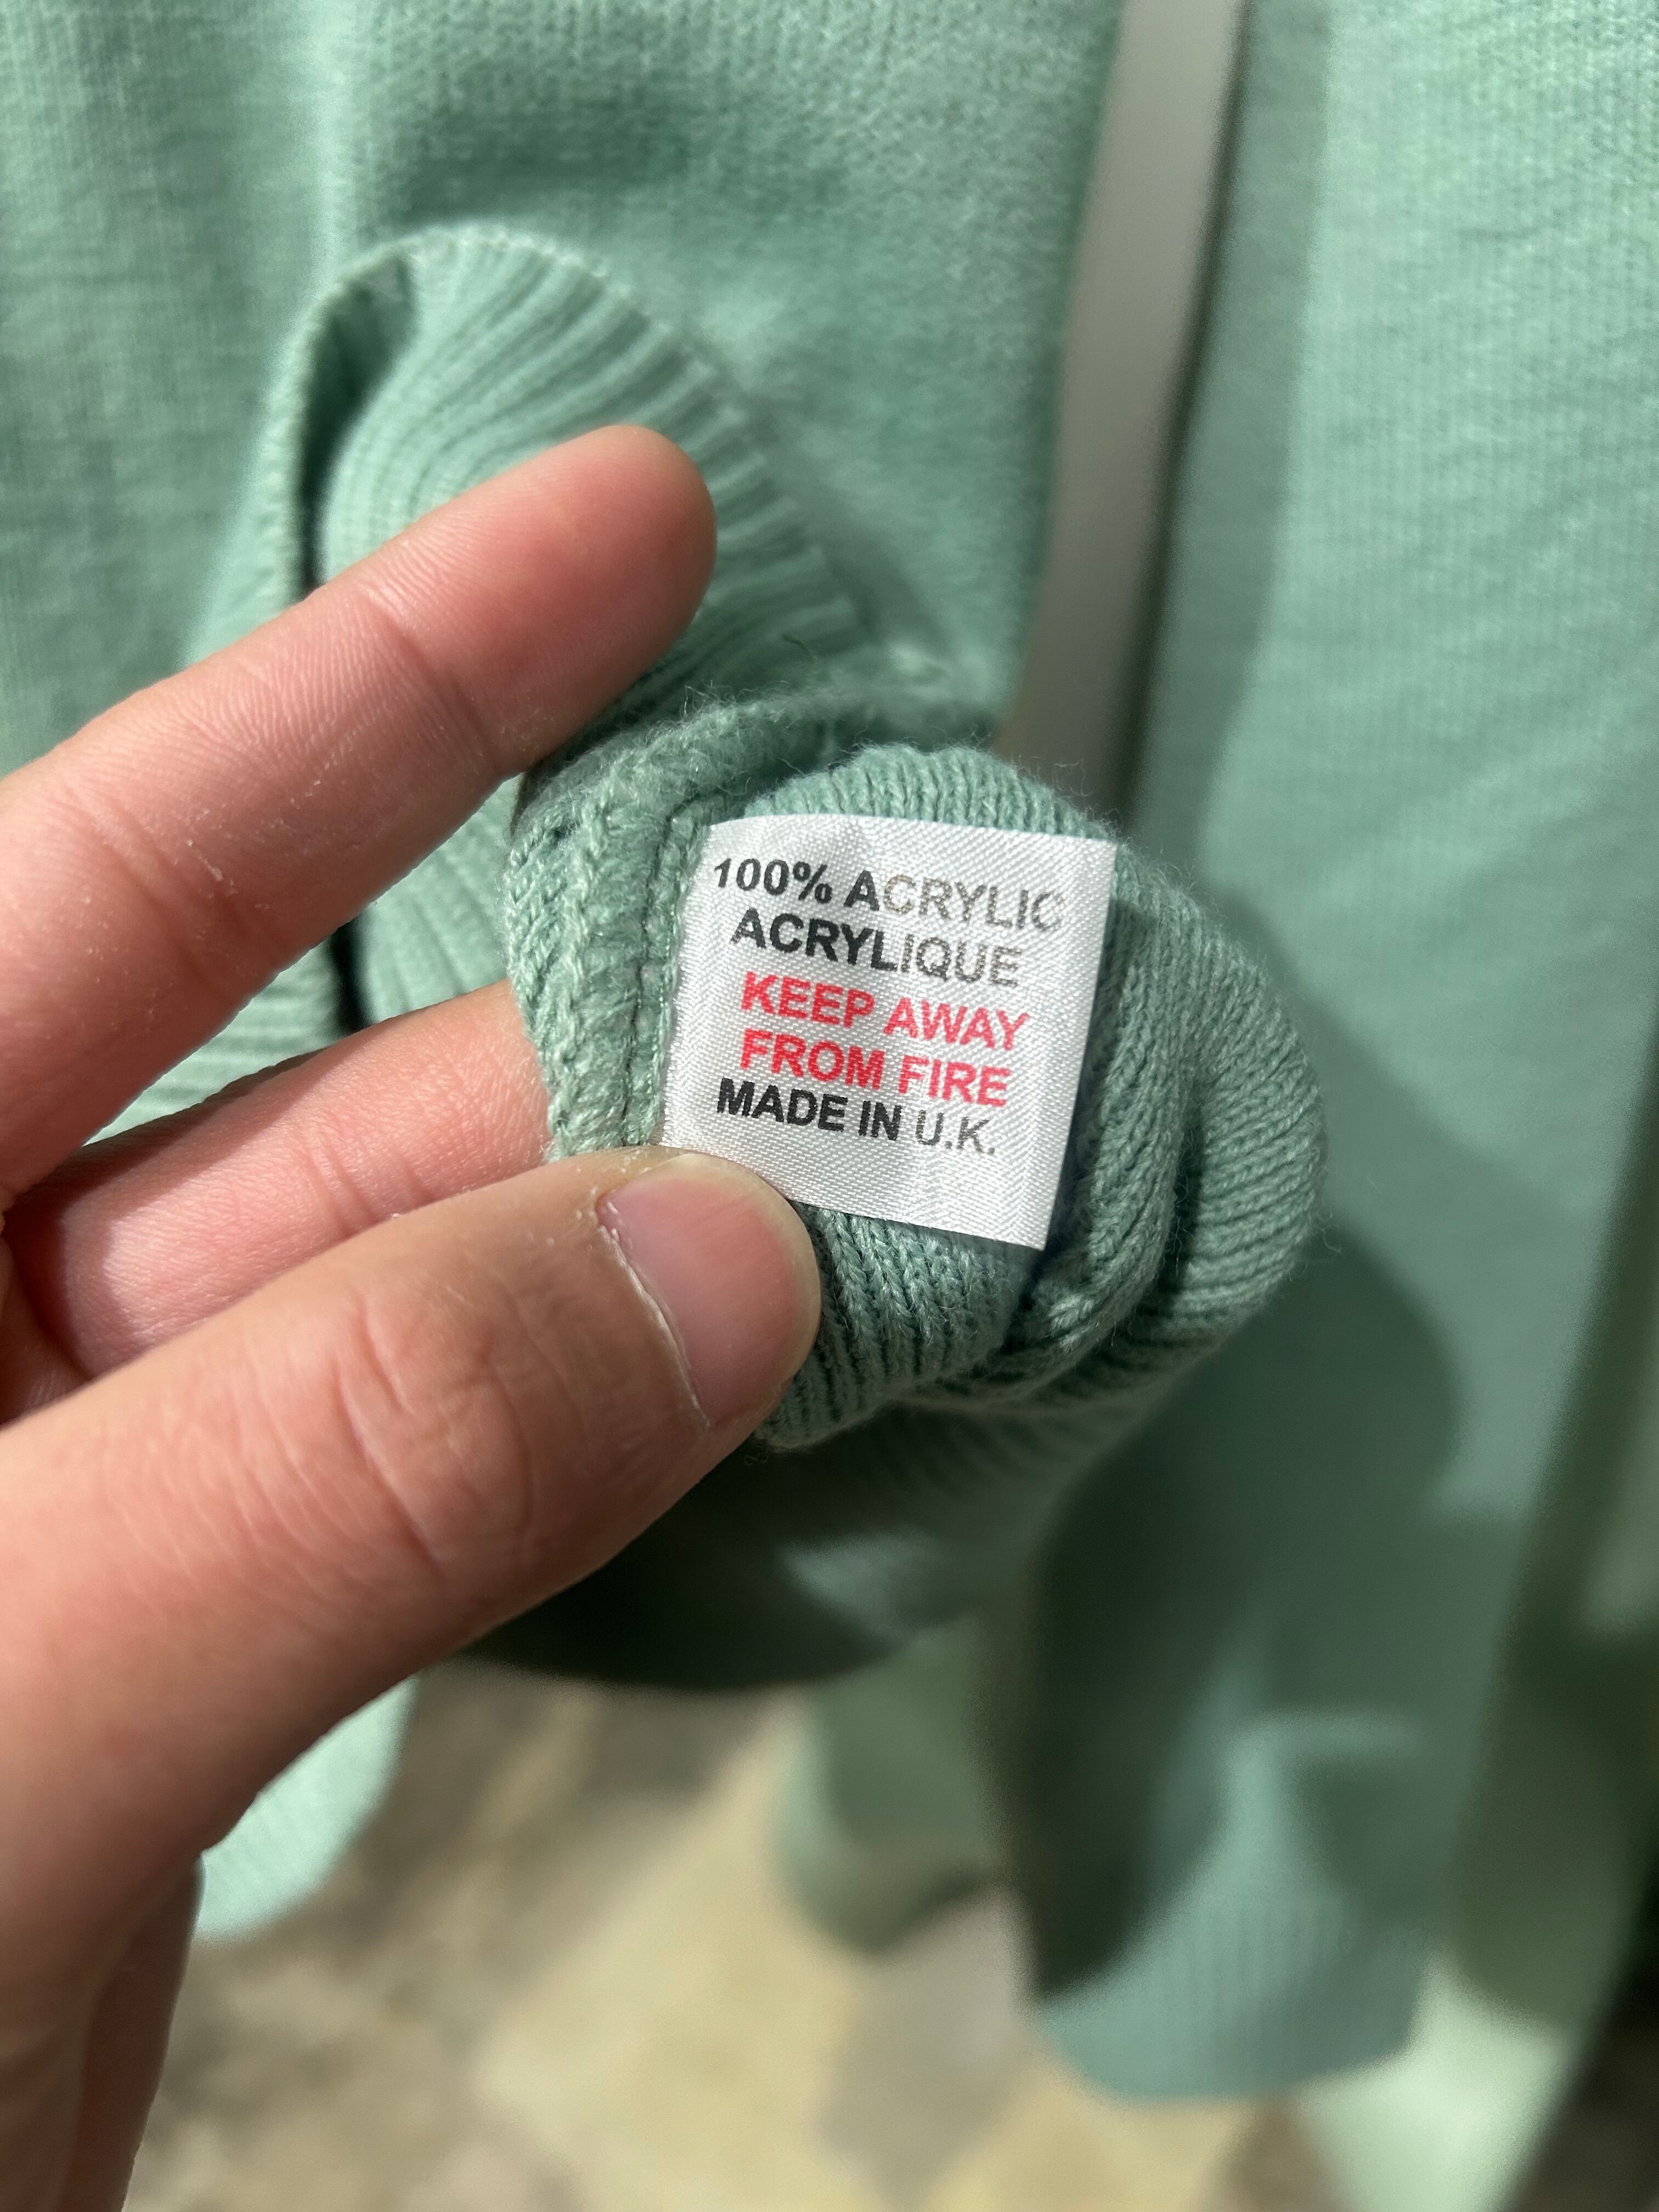 100% ACRYLIC
ACRYLIQUE
KEEP AWAY
FROM FIRE
MADE IN U.K.